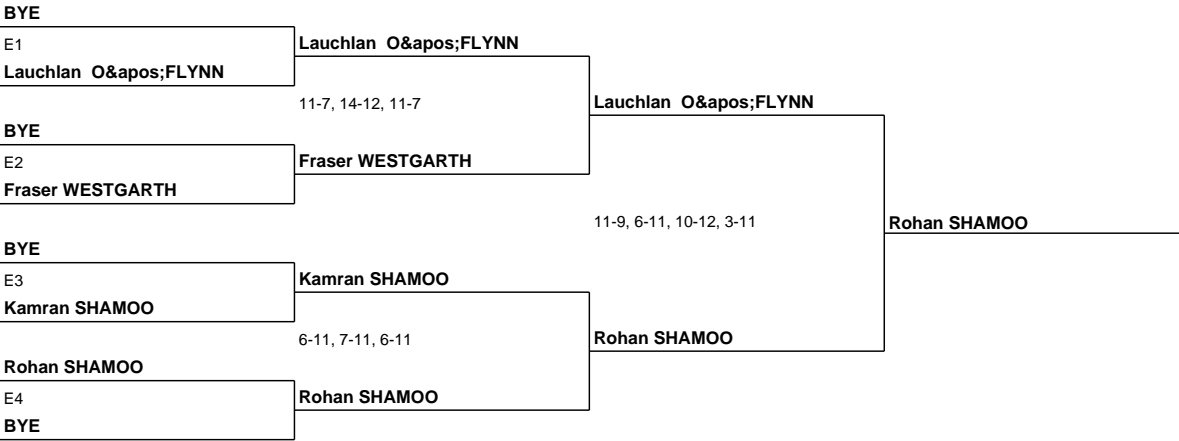 BYE
E1
Lauchlan  O&apos;FLYNN
Lauchlan  O&apos;FLYNN
11-7, 14-12, 11-7
Lauchlan  O&apos;FLYNN
BYE
E2
Fraser WESTGARTH
Fraser WESTGARTH
11-9, 6-11, 10-12, 3-11
Rohan SHAMOO
BYE
E3
Kamran SHAMOO
Kamran SHAMOO
6-11, 7-11, 6-11
Rohan SHAMOO
Rohan SHAMOO
E4
Rohan SHAMOO
BYE